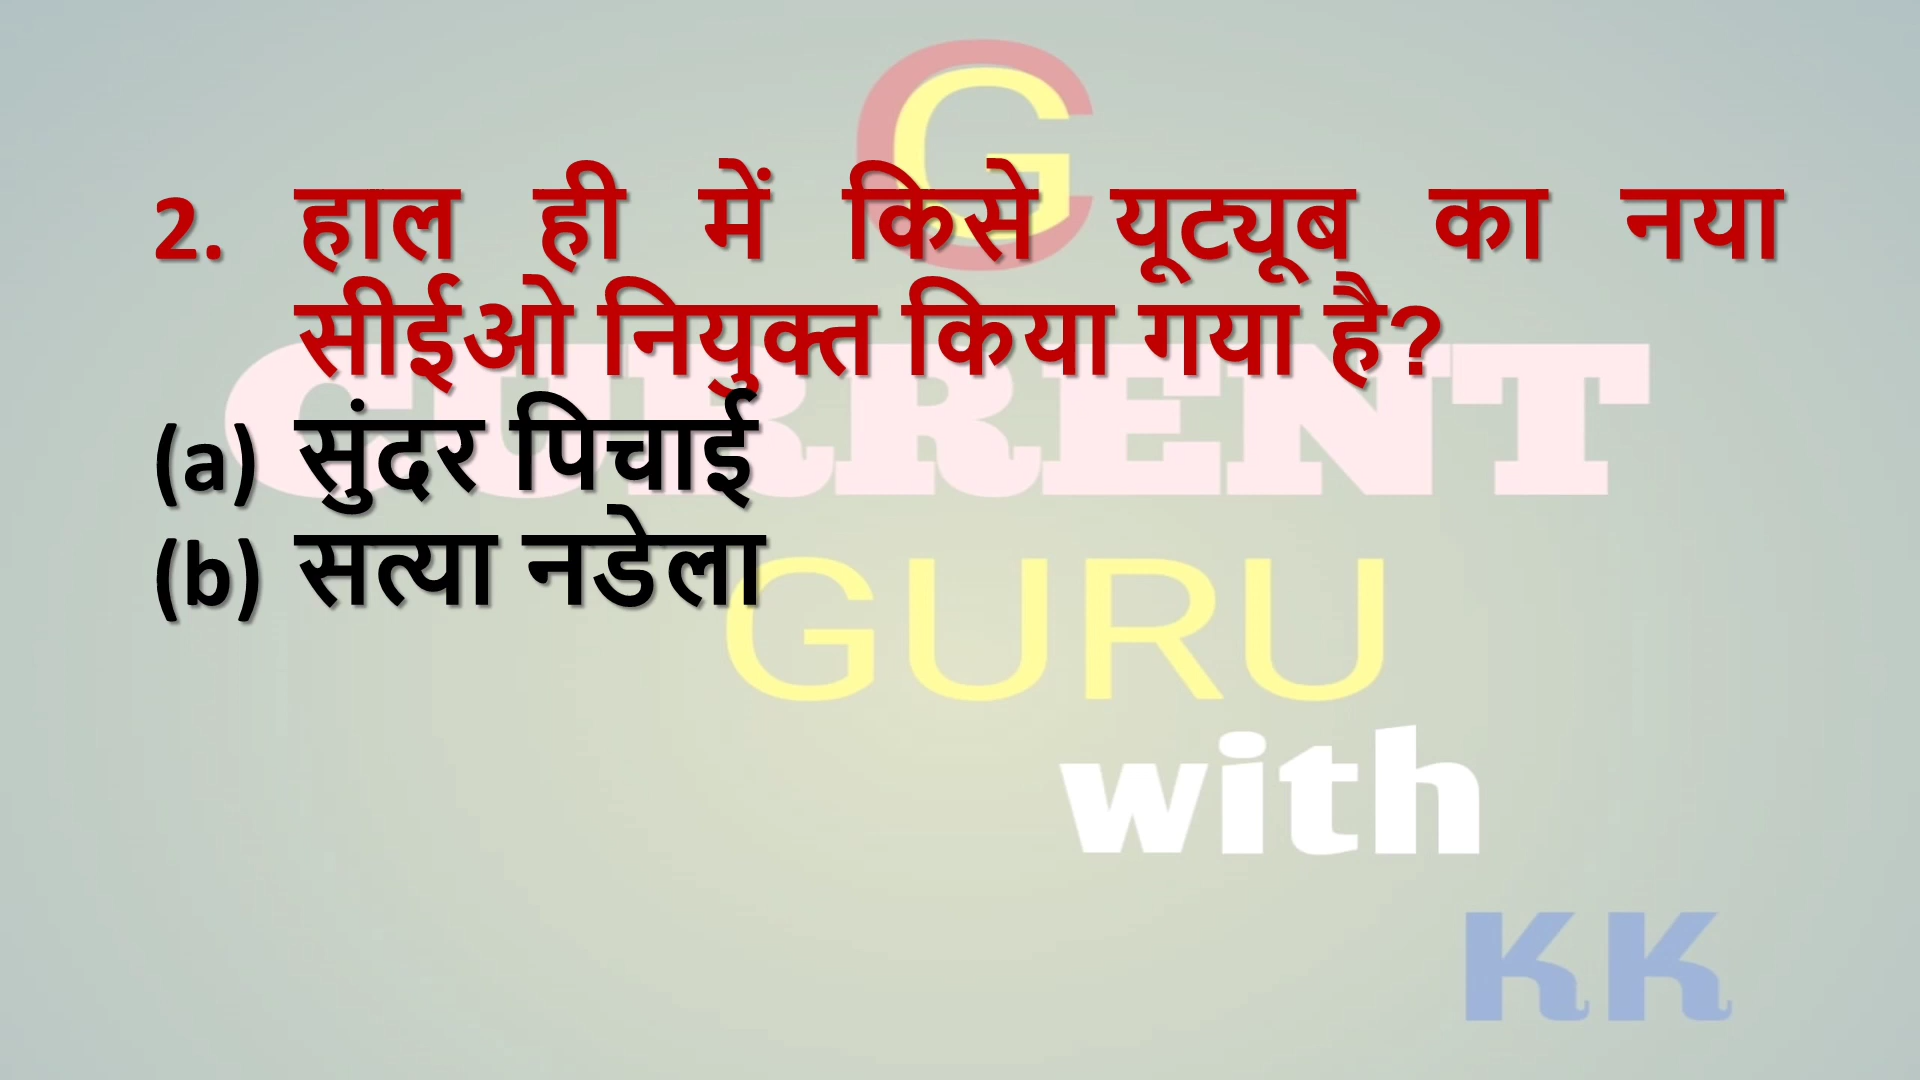 G
2. हाल ही में किसे यूट्यूब का नया
सीईओ नियुक्त किया गया है?
CURRENT
(a) सुंदर पिचाई
(b) सत्या नडेला
GURU
with
KK